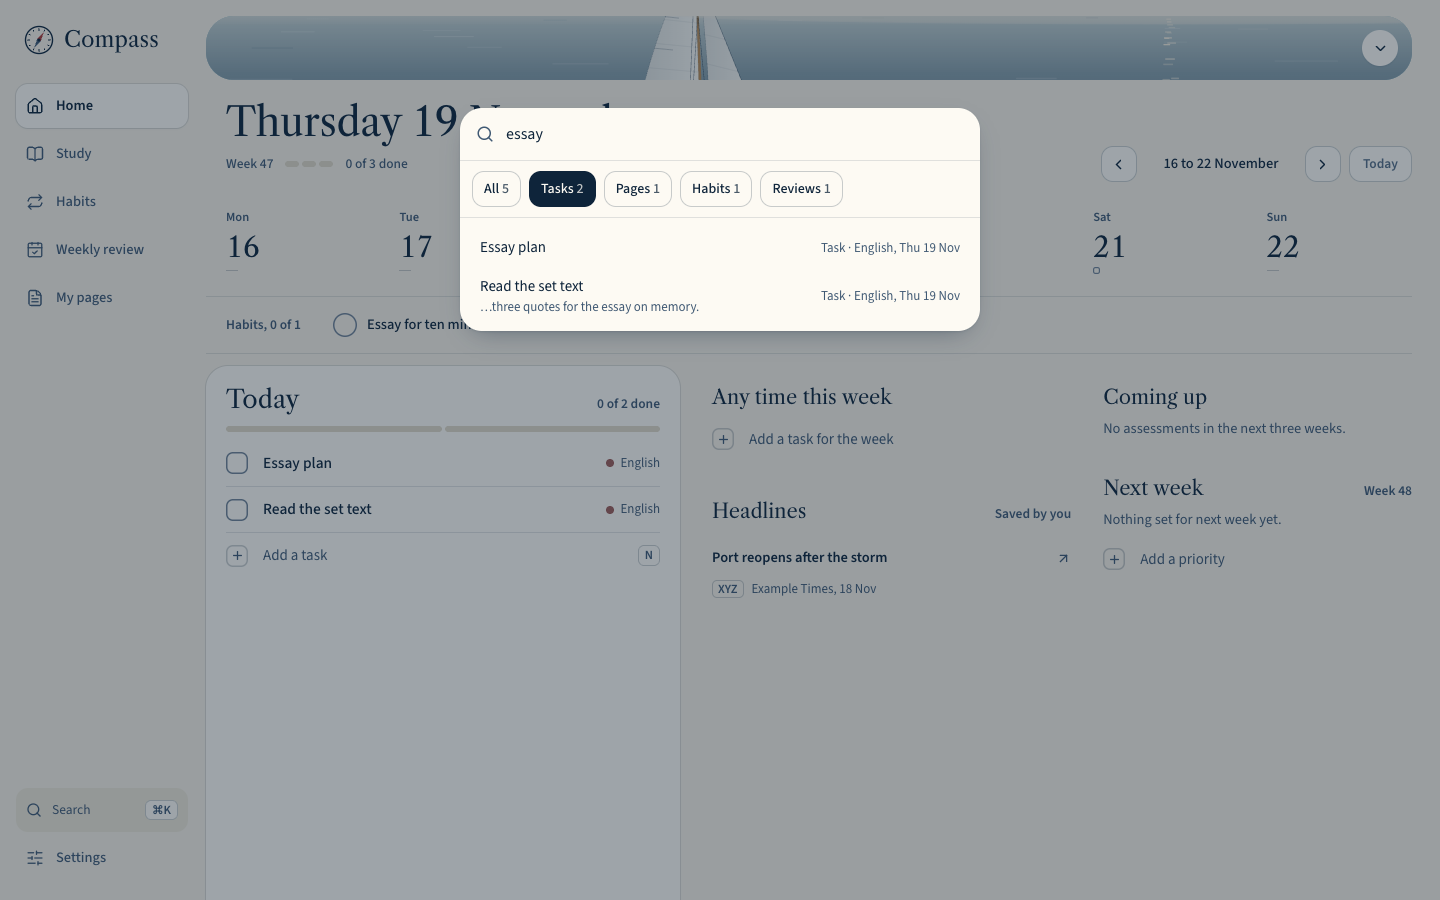 Compass
Home
Study
Habits
Weekly review
My pages
Search
⌘K
Settings
Thursday 19
Week 47
0 of 3 done
16 to 22 November
Today
Mon
16
Tue
17
Sat
21
Sun
22
essay
All 5
Tasks 2
Pages 1
Habits 1
Reviews 1
Essay plan
Task · English, Thu 19 Nov
Read the set text
…three quotes for the essay on memory.
Task · English, Thu 19 Nov
Habits, 0 of 1
Essay for ten
Today
0 of 2 done
Essay plan
English
Read the set text
English
Add a task
N
Any time this week
Add a task for the week
Headlines
Saved by you
Port reopens after the storm
XYZ
Example Times, 18 Nov
Coming up
No assessments in the next three weeks.
Next week
Week 48
Nothing set for next week yet.
Add a priority